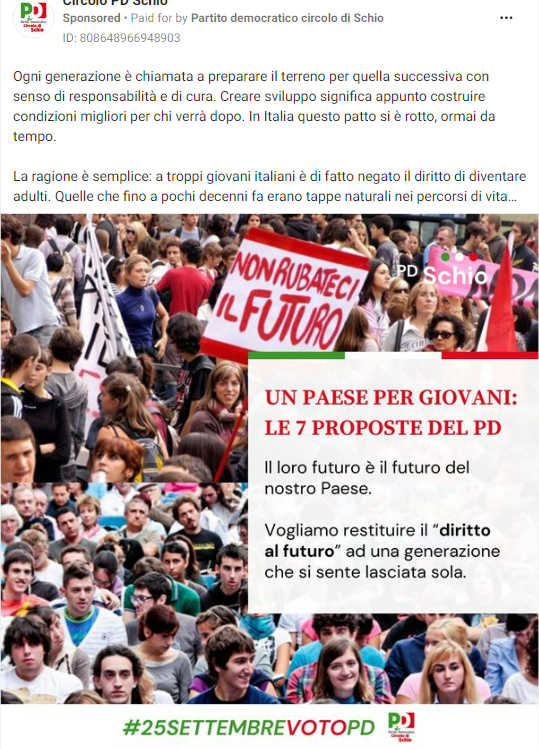 Circolo PD Schio
Sponsored • Paid for by Partito democratico circolo di Schio
ID: 808648966948903
Ogni generazione è chiamata a preparare il terreno per quella successiva con
senso di responsabilità e di cura. Creare sviluppo significa appunto costruire
condizioni migliori per chi verrà dopo. In Italia questo patto si è rotto, ormai da
tempo.
La ragione è semplice: a troppi giovani italiani è di fatto negato il diritto di diventare
adulti. Quelle che fino a pochi decenni fa erano tappe naturali nei percorsi di vita...
NON RUBATECI
IL FUTURO
PD Schio
UN PAESE PER GIOVANI:
LE 7 PROPOSTE DEL PD
Il loro futuro è il futuro del
nostro Paese.
Vogliamo restituire il “diritto
al futuro” ad una generazione
che si sente lasciata sola.
#25SETTEMBREVOTOPD
PD
Circolo di
Schio